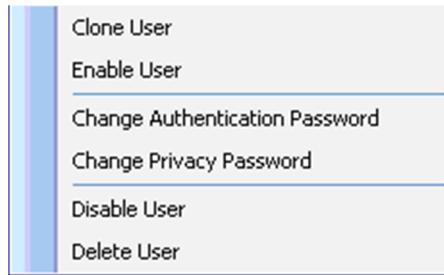 Clone User
Enable User
Change Authentication Password
Change Privacy Password
Disable User
Delete User